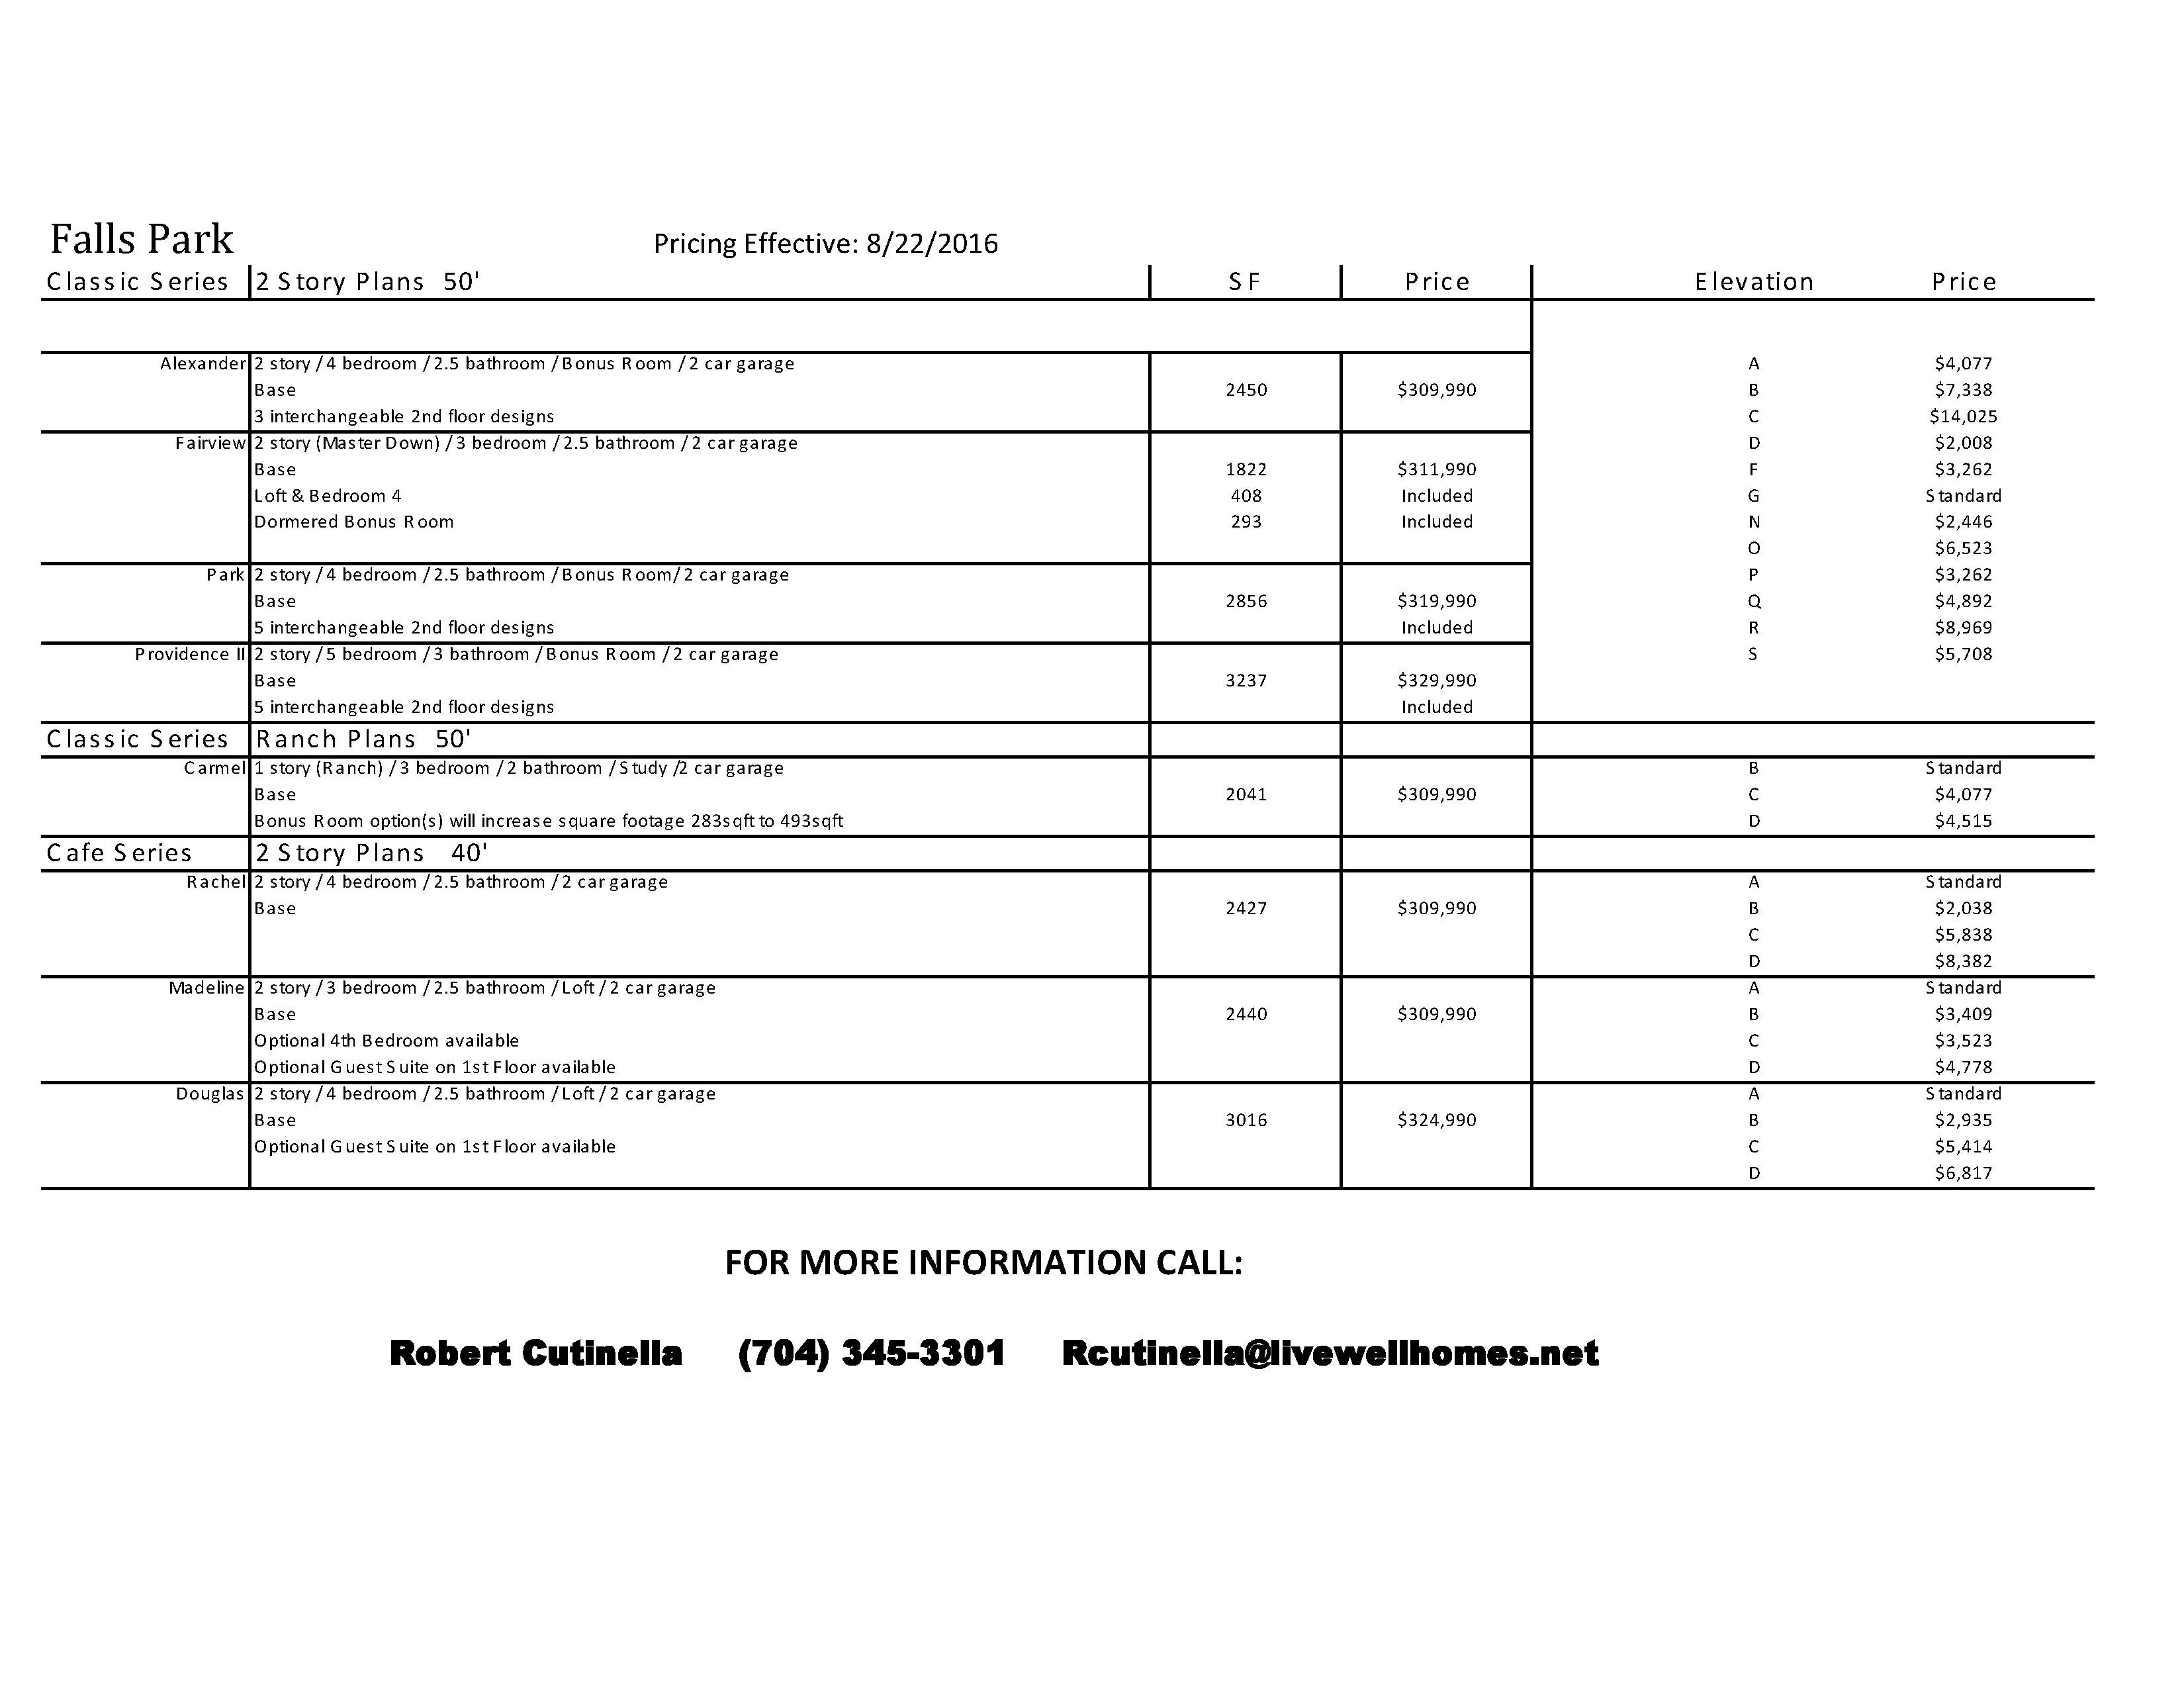 Falls Park Pricing Effective: 8/22/2016
Classic Series 2 Story Plans 50' SF Price Elevation Price
Alexander 2 story / 4 bedroom / 2.5 bathroom / Bonus Room / 2 car garage A $4,077
Base 2450 $309,990 B $7,338
3 interchangeable 2nd floor designs C $14,025
Fairview 2 story (Master Down) / 3 bedroom / 2.5 bathroom / 2 car garage D $2,008
Base 1822 $311,990 F $3,262
Loft & Bedroom 4 408 Included G Standard
Dormered Bonus Room 293 Included N $2,446
O $6,523
Park 2 story / 4 bedroom / 2.5 bathroom / Bonus Room/ 2 car garage P $3,262
Base 2856 $319,990 Q $4,892
5 interchangeable 2nd floor designs Included R $8,969
Providence II 2 story / 5 bedroom / 3 bathroom / Bonus Room / 2 car garage S $5,708
Base 3237 $329,990
5 interchangeable 2nd floor designs Included
Classic Series Ranch Plans 50'
Carmel 1 story (Ranch) / 3 bedroom / 2 bathroom / Study /2 car garage B Standard
Base 2041 $309,990 C $4,077
Bonus Room option(s) will increase square footage 283sqft to 493sqft D $4,515
Cafe Series 2 Story Plans 40'
Rachel 2 story / 4 bedroom / 2.5 bathroom / 2 car garage A Standard
Base 2427 $309,990 B $2,038
C $5,838
D $8,382
Madeline 2 story / 3 bedroom / 2.5 bathroom / Loft / 2 car garage A Standard
Base 2440 $309,990 B $3,409
Optional 4th Bedroom available C $3,523
Optional Guest Suite on 1st Floor available D $4,778
Douglas 2 story / 4 bedroom / 2.5 bathroom / Loft / 2 car garage A Standard
Base 3016 $324,990 B $2,935
Optional Guest Suite on 1st Floor available C $5,414
D $6,817
FOR MORE INFORMATION CALL:
Robert Cutinella (704) 345-3301 Rcutinella@livewellhomes.net